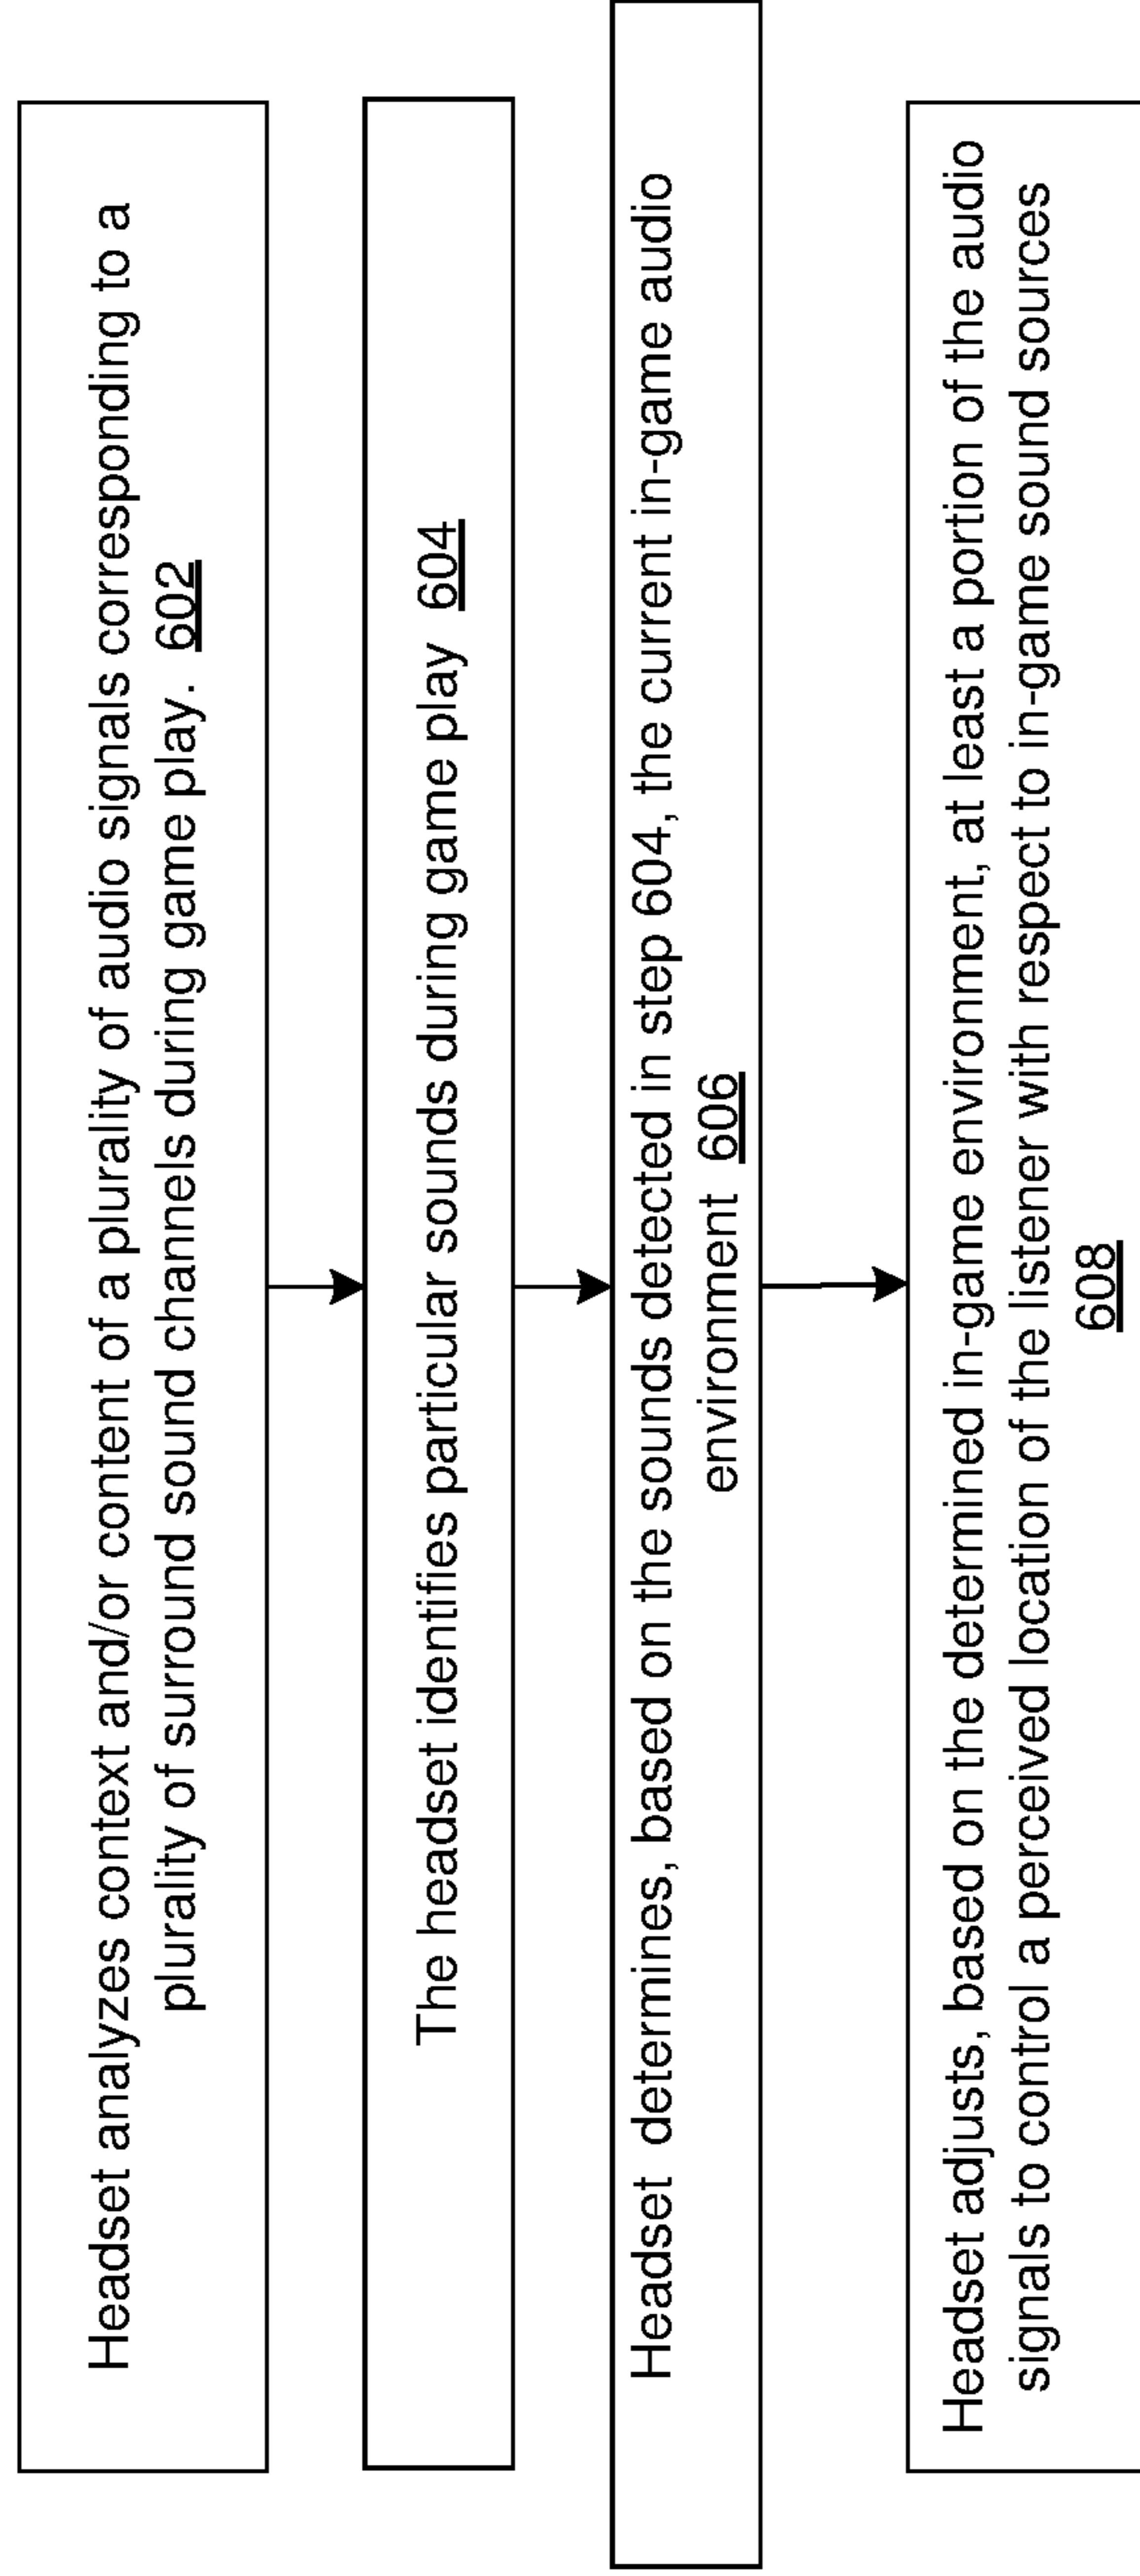 Headset analyzes context and/or content of a plurality of audio signals corresponding to a
plurality of surround sound channels during game play. 602
The headset identifies particular sounds during game play 604
Headset determines, based on the sounds detected in step 604, the current in-game audio
environment 606
Headset adjusts, based on the determined in-game environment, at least a portion of the audio
signals to control a perceived location of the listener with respect to in-game sound sources
608